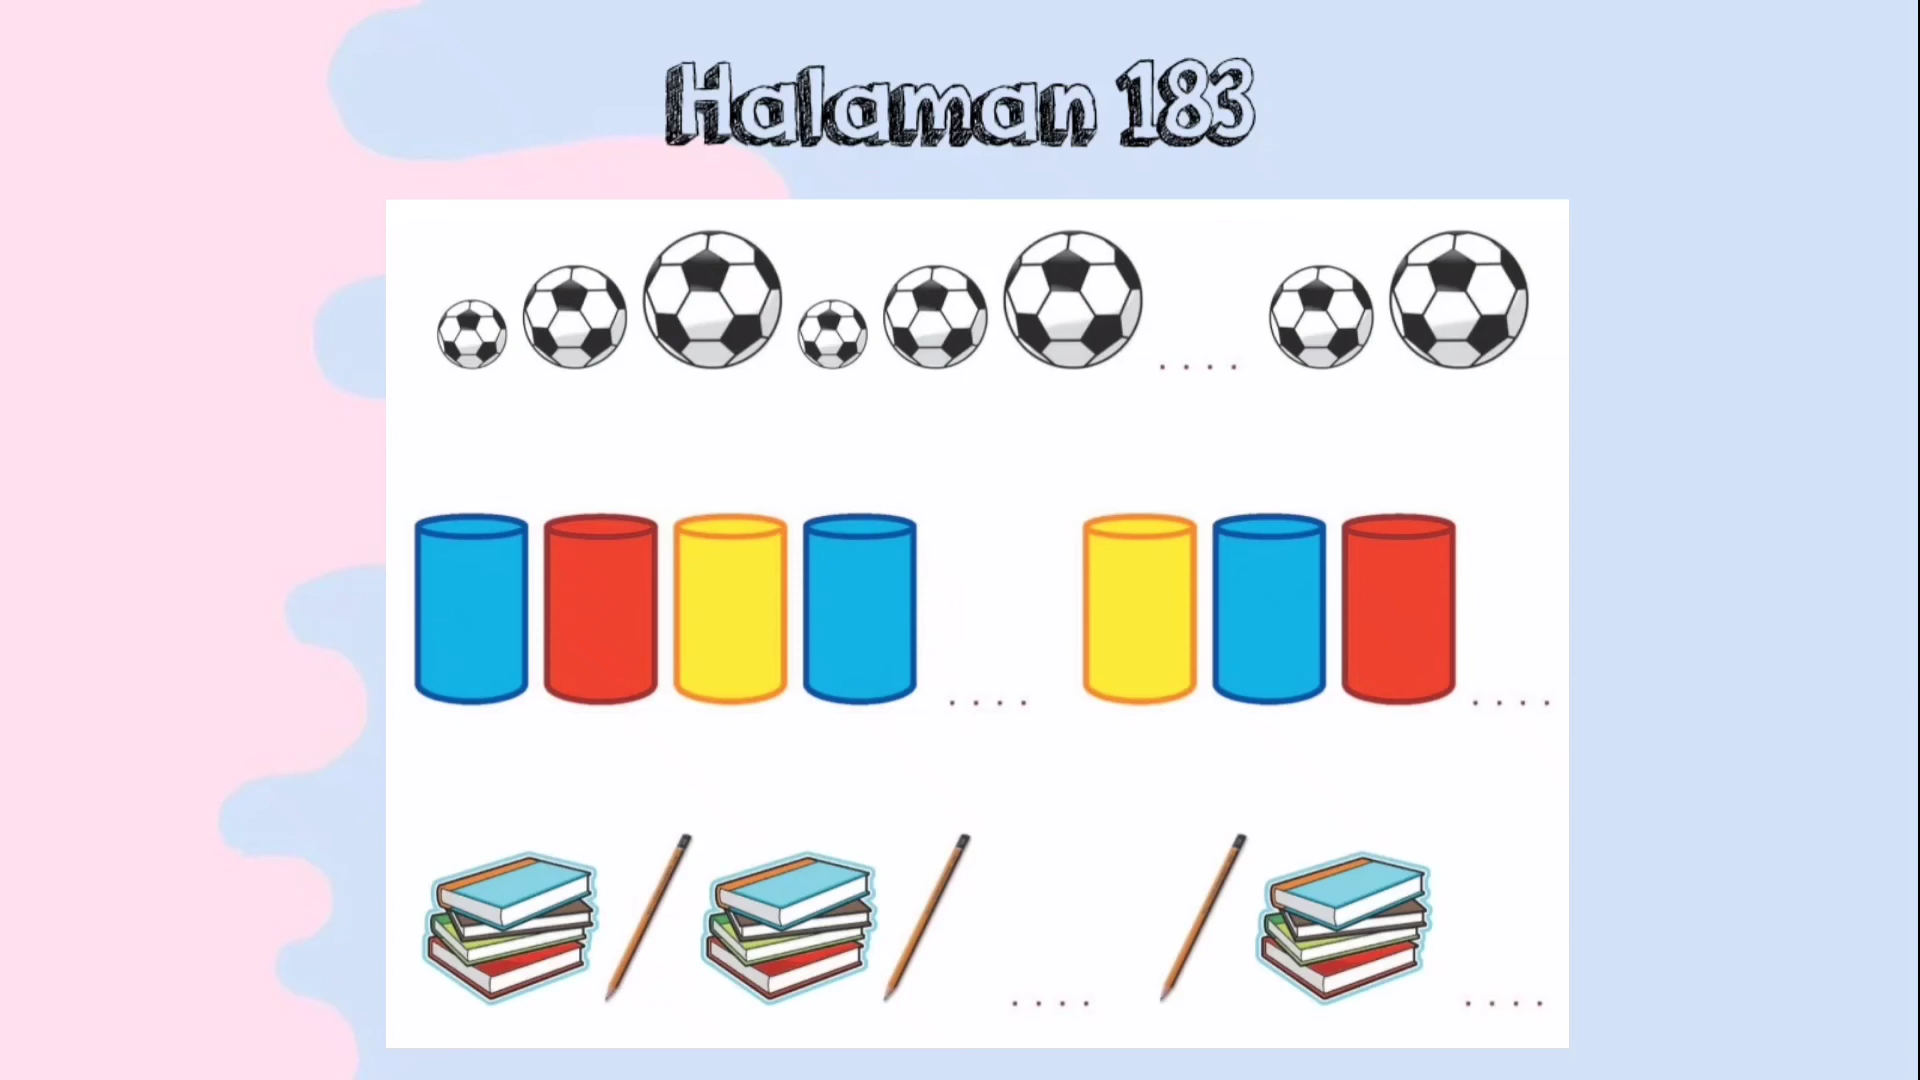 Halaman 183
. . . .
. . . . . . . .
. . . . . . . .